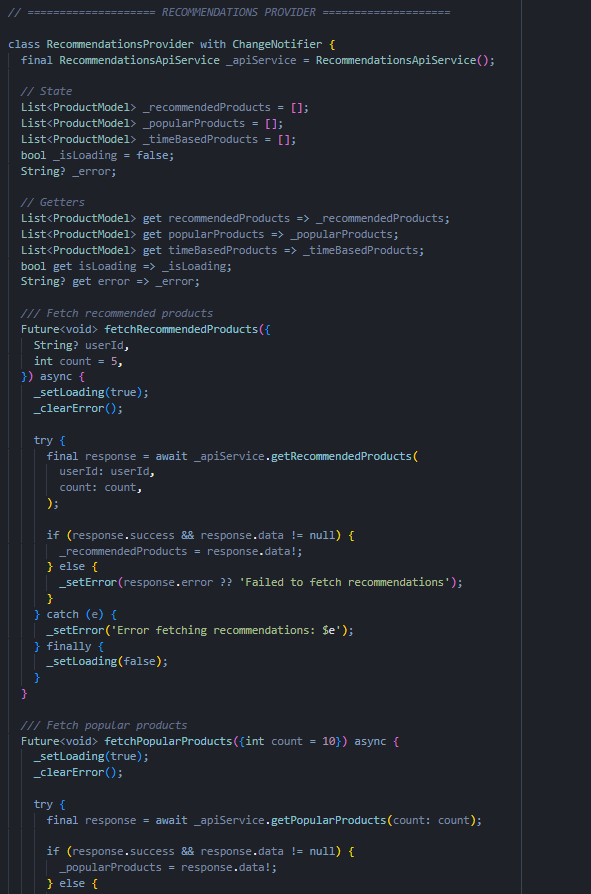 // ==================== RECOMMENDATIONS PROVIDER ====================
class RecommendationsProvider with ChangeNotifier {
final RecommendationsApiService _apiService = RecommendationsApiService();
// State
List<ProductModel> _recommendedProducts = [];
List<ProductModel> _popularProducts = [];
List<ProductModel> _timeBasedProducts = [];
bool _isLoading = false;
String? _error;
// Getters
List<ProductModel> get recommendedProducts => _recommendedProducts;
List<ProductModel> get popularProducts => _popularProducts;
List<ProductModel> get timeBasedProducts => _timeBasedProducts;
bool get isLoading => _isLoading;
String? get error => _error;
/// Fetch recommended products
Future<void> fetchRecommendedProducts({
String? userId,
int count = 5,
}) async {
_setLoading(true);
_clearError();
try {
final response = await _apiService.getRecommendedProducts(
userId: userId,
count: count,
);
if (response.success && response.data != null) {
_recommendedProducts = response.data!;
} else {
_setError(response.error ?? 'Failed to fetch recommendations');
}
} catch (e) {
_setError('Error fetching recommendations: $e');
} finally {
_setLoading(false);
}
}
/// Fetch popular products
Future<void> fetchPopularProducts({int count = 10}) async {
_setLoading(true);
_clearError();
try {
final response = await _apiService.getPopularProducts(count: count);
if (response.success && response.data != null) {
_popularProducts = response.data!;
} else {